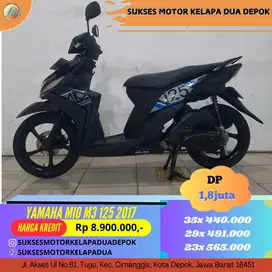 SUKSES MOTOR KELAPA DUA DEPOK
125
DP
1,8juta
YAMAHA MIO M3 125 2017
HARGA KREDIT
Rp 8.900.000,-
35x 440.000
29x 491.000
23x 565.000
SUKSESMOTORKELAPADUADEPOK
SUKSESMOTORKELAPADUA
Jl. Akses UI No.61, Tugu, Kec. Cimanggis, Kota Depok, Jawa Barat 16451